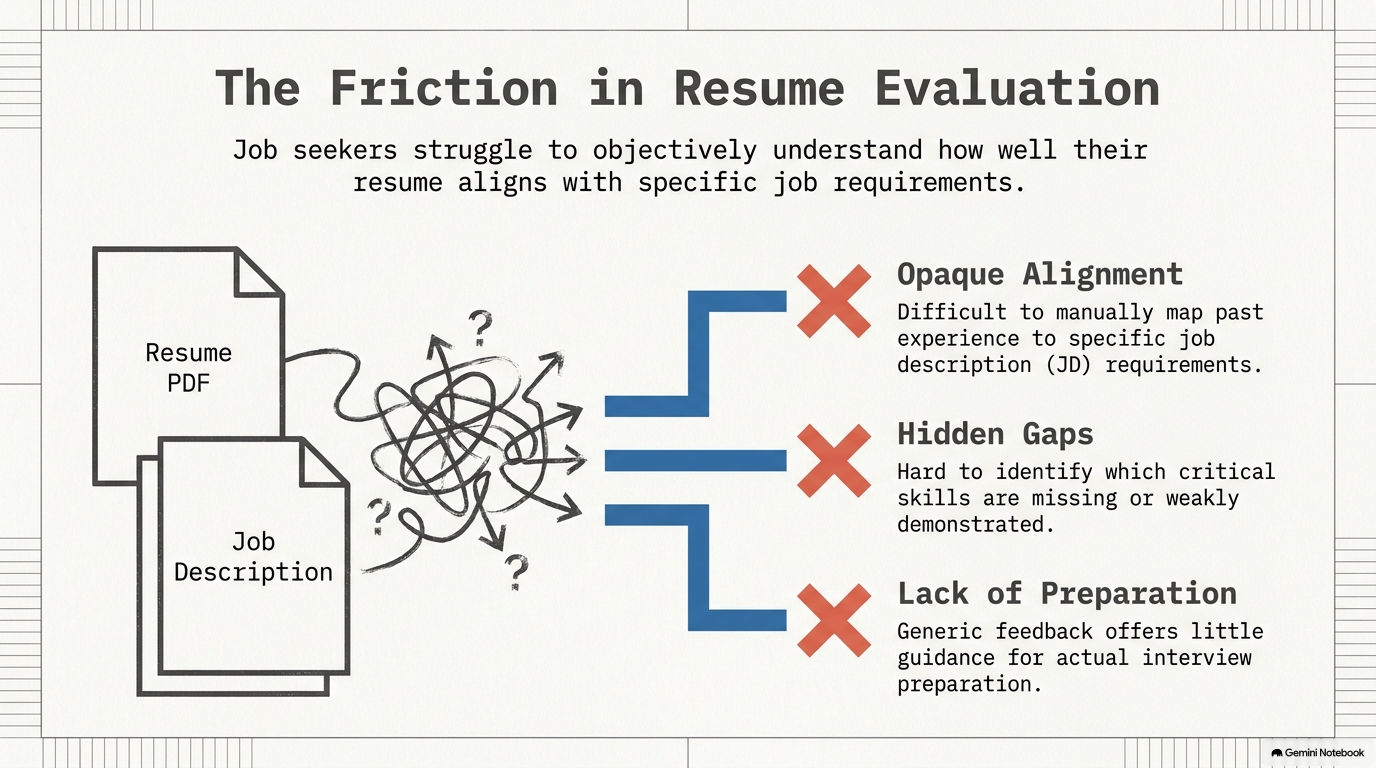 The Friction in Resume Evaluation
Job seekers struggle to objectively understand how well their
resume aligns with specific job requirements.
Resume
PDF
Job
Description
?
?
?
Opaque Alignment
Difficult to manually map past
experience to specific job
description (JD) requirements.
Hidden Gaps
Hard to identify which critical
skills are missing or weakly
demonstrated.
Lack of Preparation
Generic feedback offers little
guidance for actual interview
preparation.
Gemini Notebook